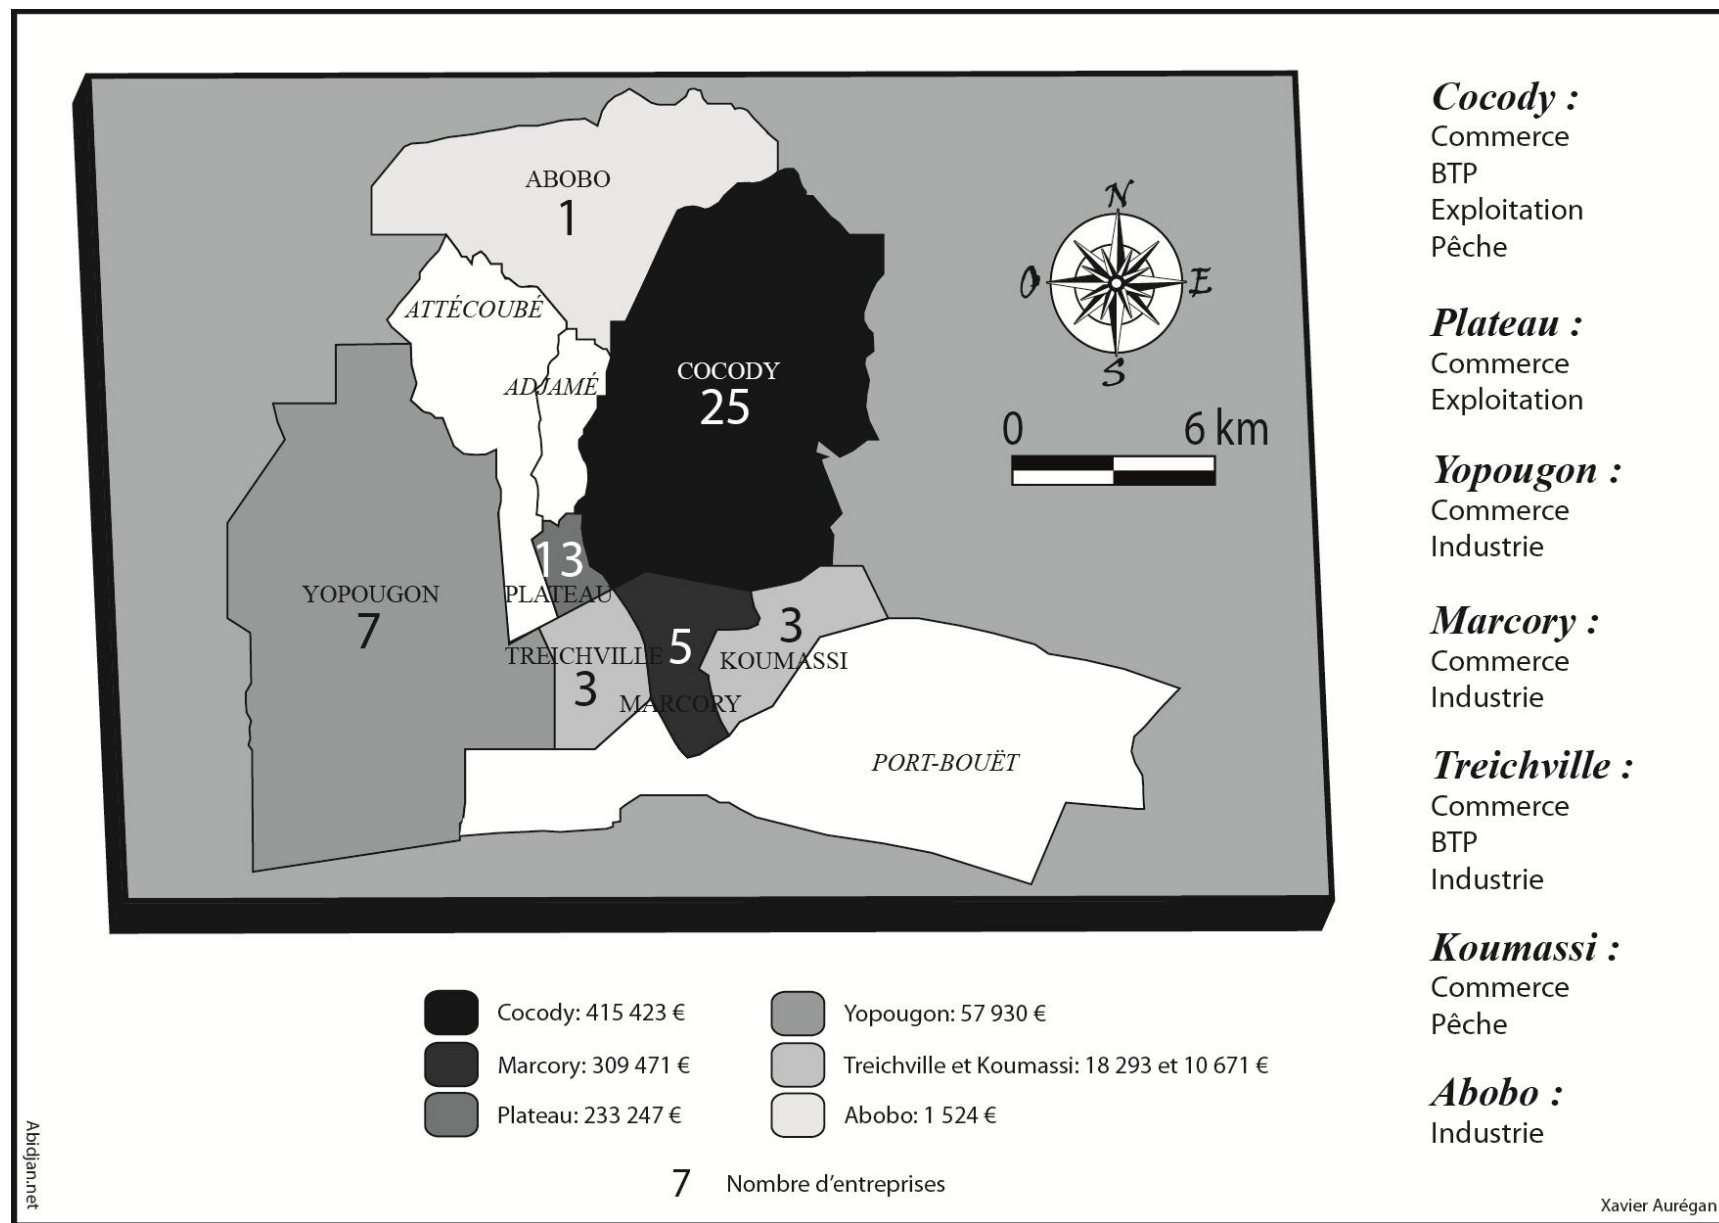 ABOBO
1
ATTÉCOUBÉ
ADJAMÉ
COCODY
25
13
PLATEAU
YOPOUGON
7
TREICHVILLE
3
5
MARCORY
3
KOUMASSI
PORT-BOUËT
N
O
E
S
0 6 km
Cocody :
Commerce
BTP
Exploitation
Pêche
Plateau :
Commerce
Exploitation
Yopougon :
Commerce
Industrie
Marcory :
Commerce
Industrie
Treichville :
Commerce
BTP
Industrie
Koumassi :
Commerce
Pêche
Abobo :
Industrie
Cocody: 415 423 €
Marcory: 309 471 €
Plateau: 233 247 €
Yopougon: 57 930 €
Treichville et Koumassi: 18 293 et 10 671 €
Abobo: 1 524 €
7 Nombre d’entreprises
Abidjan.net
Xavier Aurégan